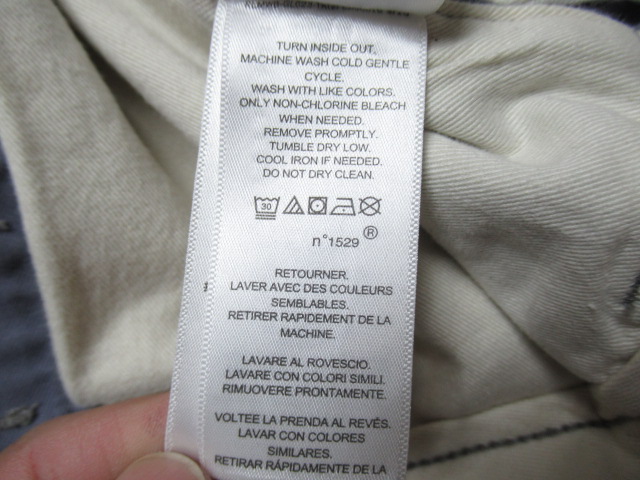 TURN INSIDE OUT.
MACHINE WASH COLD GENTLE
CYCLE.
WASH WITH LIKE COLORS.
ONLY NON-CHLORINE BLEACH
WHEN NEEDED.
REMOVE PROMPTLY.
TUMBLE DRY LOW.
COOL IRON IF NEEDED.
DO NOT DRY CLEAN.
30
n°1529 ®
RETOURNER.
LAVER AVEC DES COULEURS
SEMBLABLES.
RETIRER RAPIDEMENT DE LA
MACHINE.
LAVARE AL ROVESCIO.
LAVARE CON COLORI SIMILI.
RIMUOVERE PRONTAMENTE.
VOLTEE LA PRENDA AL REVÉS.
LAVAR CON COLORES
SIMILARES.
RETIRAR RÁPIDAMENTE DE LA